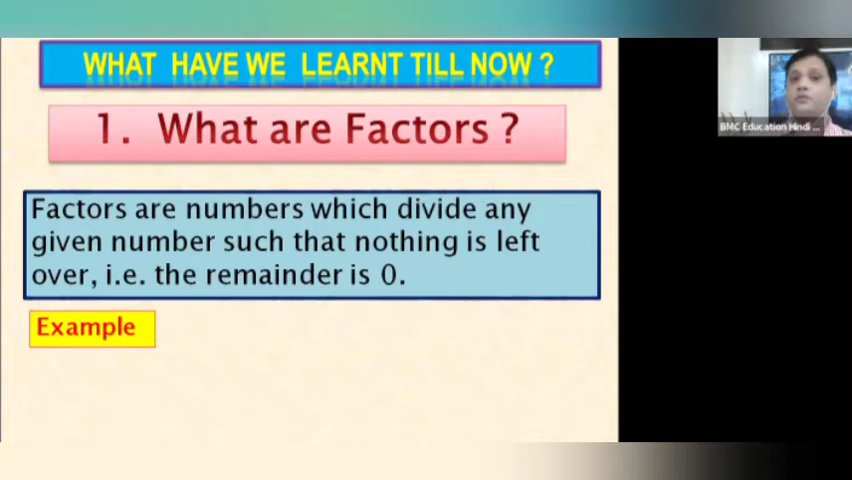 WHAT HAVE WE LEARNT TILL NOW ?
1. What are Factors ?
Factors are numbers which divide any
given number such that nothing is left
over, i.e. the remainder is 0.
Example
BMC Education Hindi ...